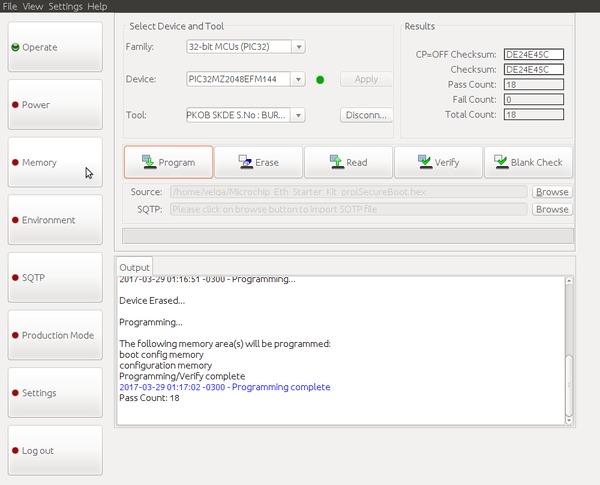 File View Settings Help
Operate
Power
Memory
Environment
SQTP
Production Mode
Settings
Log out
Select Device and Tool
Family: 32-bit MCUs (PIC32)
Device: PIC32MZ2048EFM144 Apply
Tool: PKOB SKDE S.No : BUR... Disconn...
Results
CP=OFF Checksum: DE24E45C
Checksum: DE24E45C
Pass Count: 18
Fail Count: 0
Total Count: 18
Program Erase Read Verify Blank Check
Source: /home/velga/Microchip_Eth_Starter_Kit_proiSecureBoot.hex Browse
SQTP: Please click on browse button to import SQTP file Browse
Output
2017-03-29 01:16:51 -0300 - Programming...
Device Erased...
Programming...
The following memory area(s) will be programmed:
boot config memory
configuration memory
Programming/Verify complete
2017-03-29 01:17:02 -0300 - Programming complete
Pass Count: 18